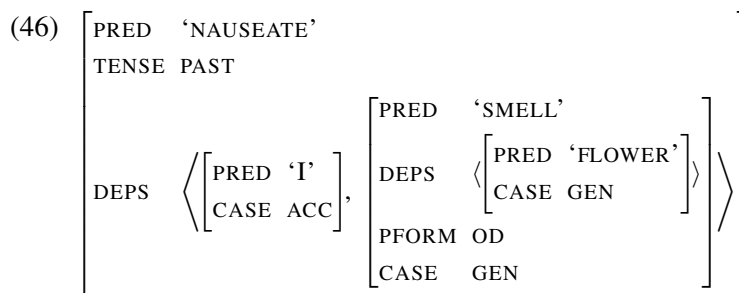 (46)
PRED ‘NAUSEATE’
TENSE PAST
PRED ‘SMELL’
DEPS ⟨[PRED ‘I’ CASE ACC], DEPS ⟨[PRED ‘FLOWER’ CASE GEN]⟩⟩
PFORM OD
CASE GEN